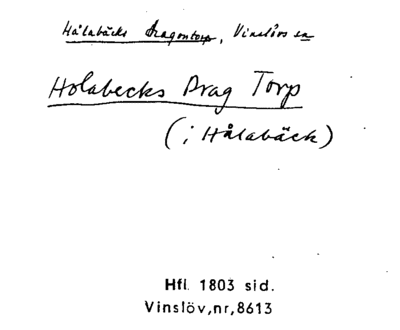 Hålabäcks Dragontorp, Vinslövs sn
Holabecks Drag Torp
(i Hålabäck)
Hfl. 1803 sid.
Vinslöv,nr,8613